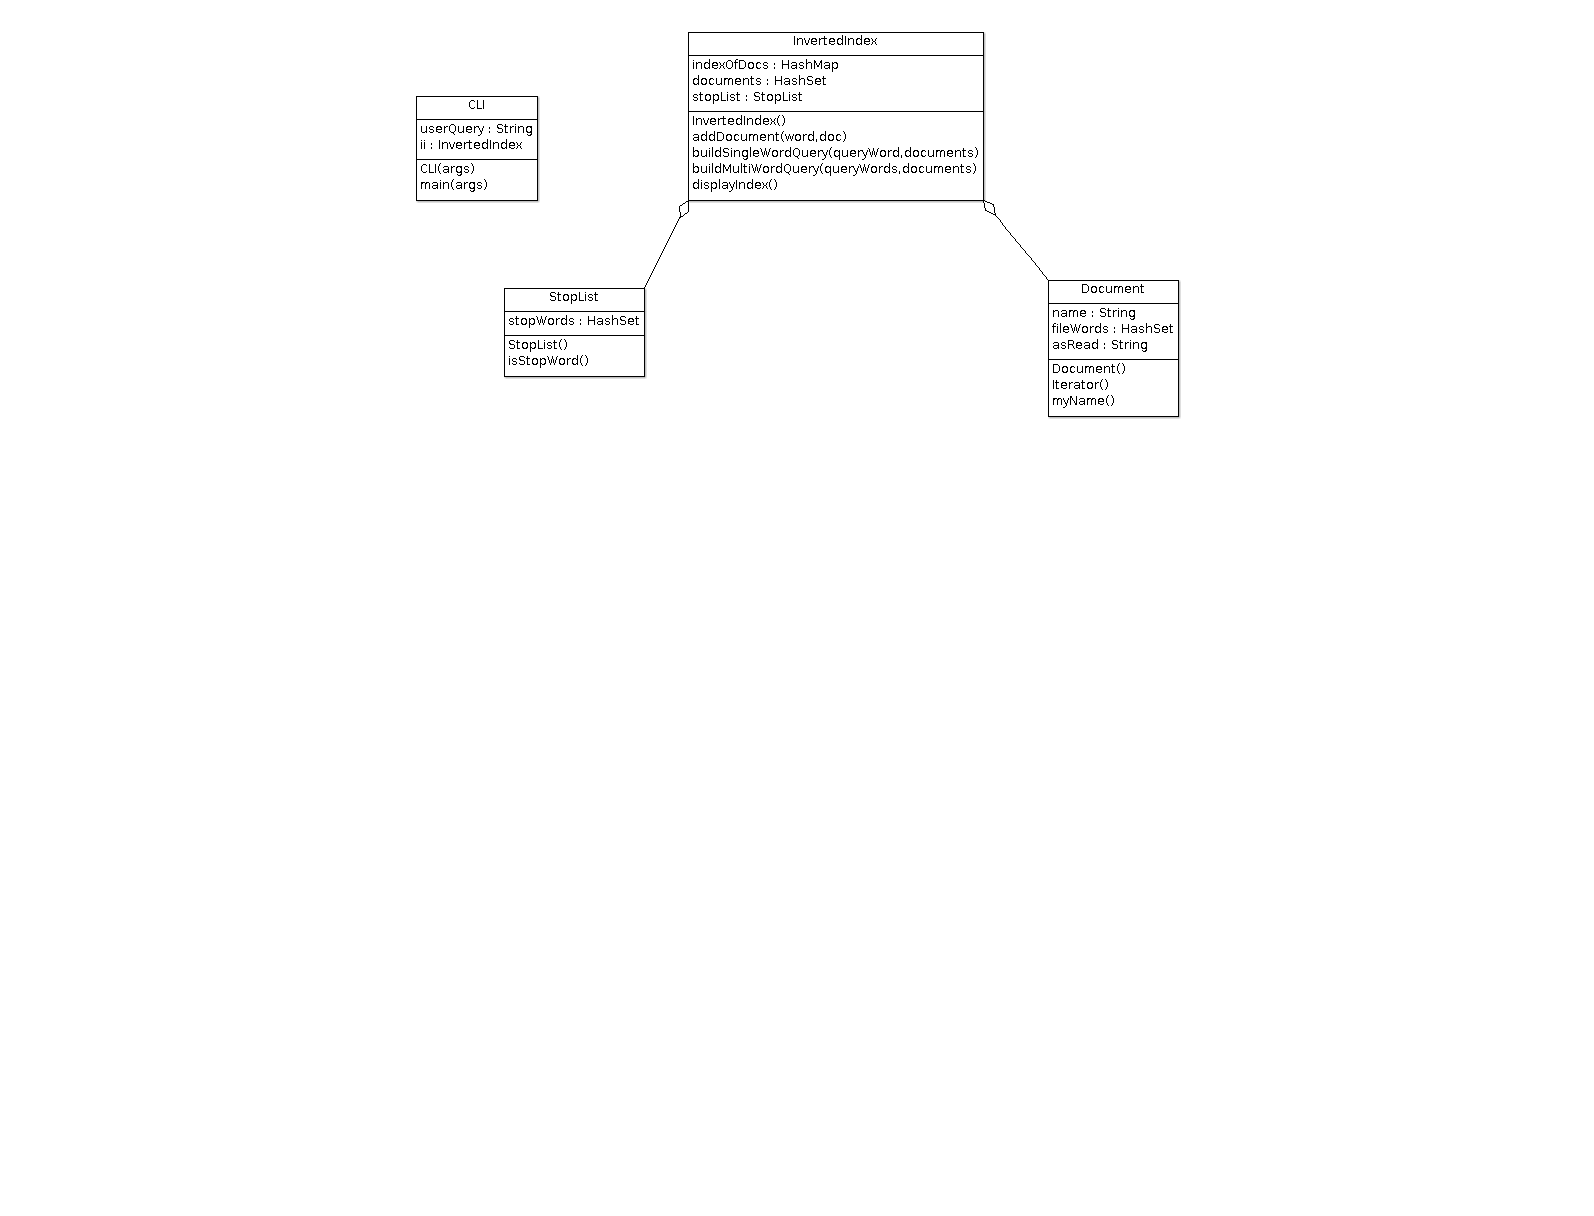 InvertedIndex
indexOfDocs : HashMap
documents : HashSet
stopList : StopList
InvertedIndex()
addDocument(word,doc)
buildSingleWordQuery(queryWord,documents)
buildMultiWordQuery(queryWords,documents)
displayIndex()
CLI
userQuery : String
ii : InvertedIndex
CLI(args)
main(args)
StopList
stopWords : HashSet
StopList()
isStopWord()
Document
name : String
fileWords : HashSet
asRead : String
Document()
Iterator()
myName()